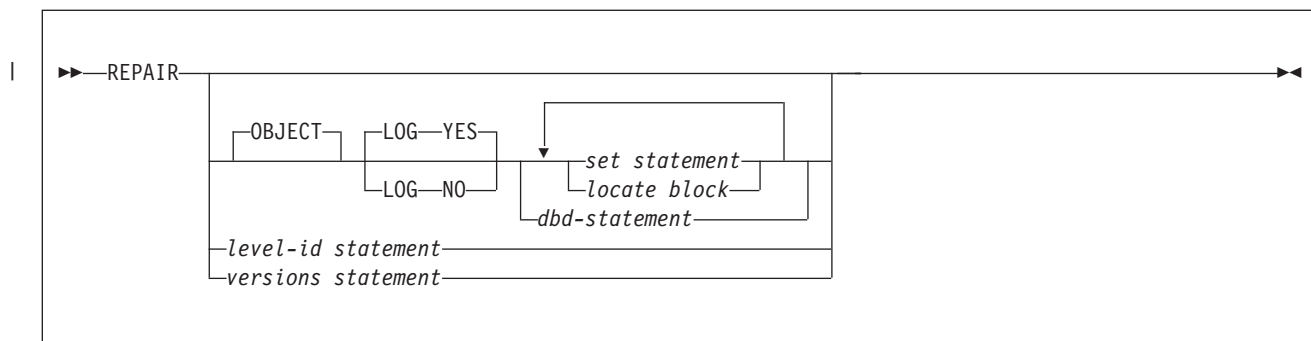 REPAIR
OBJECT LOG YES
LOG NO set statement
locate block
dbd-statement
level-id statement
versions statement